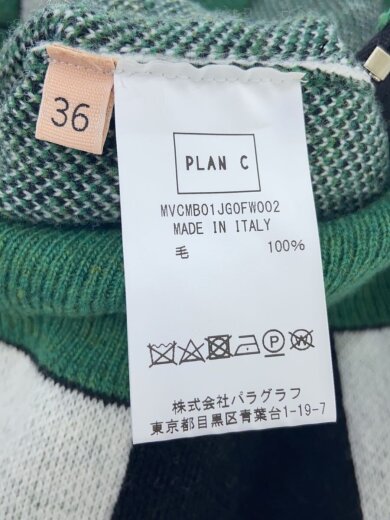 36
PLAN C
MVCMB01JG0FW002
MADE IN ITALY
毛 100%
株式会社パラグラフ
東京都目黒区青葉台1-19-7